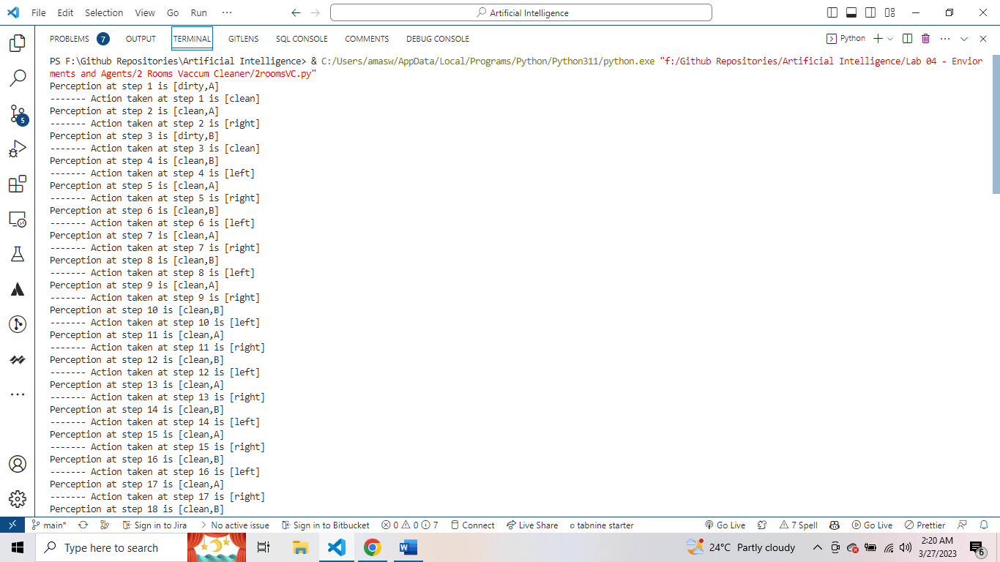 File Edit Selection View Go Run ···
Artificial Intelligence
PROBLEMS 7 OUTPUT TERMINAL GITLENS SQL CONSOLE COMMENTS DEBUG CONSOLE
Python
PS F:\Github Repositories\Artificial Intelligence> & C:/Users/amasw/AppData/Local/Programs/Python/Python311/python.exe "f:/Github Repositories/Artificial Intelligence/Lab 04 - Envior
ments and Agents/2 Rooms Vaccum Cleaner/2roomsVC.py"
Perception at step 1 is [dirty,A]
------- Action taken at step 1 is [clean]
Perception at step 2 is [clean,A]
------- Action taken at step 2 is [right]
Perception at step 3 is [dirty,B]
------- Action taken at step 3 is [clean]
Perception at step 4 is [clean,B]
------- Action taken at step 4 is [left]
Perception at step 5 is [clean,A]
------- Action taken at step 5 is [right]
Perception at step 6 is [clean,B]
------- Action taken at step 6 is [left]
Perception at step 7 is [clean,A]
------- Action taken at step 7 is [right]
Perception at step 8 is [clean,B]
------- Action taken at step 8 is [left]
Perception at step 9 is [clean,A]
------- Action taken at step 9 is [right]
Perception at step 10 is [clean,B]
------- Action taken at step 10 is [left]
Perception at step 11 is [clean,A]
------- Action taken at step 11 is [right]
Perception at step 12 is [clean,B]
------- Action taken at step 12 is [left]
Perception at step 13 is [clean,A]
------- Action taken at step 13 is [right]
Perception at step 14 is [clean,B]
------- Action taken at step 14 is [left]
Perception at step 15 is [clean,A]
------- Action taken at step 15 is [right]
Perception at step 16 is [clean,B]
------- Action taken at step 16 is [left]
Perception at step 17 is [clean,A]
------- Action taken at step 17 is [right]
Perception at step 18 is [clean,B]
5
main* Sign in to Jira No active issue Sign in to Bitbucket 0 0 7 Connect Live Share tabnine starter Go Live 7 Spell Go Live Prettier
Type here to search
24°C Partly cloudy
2:20 AM
3/27/2023
6